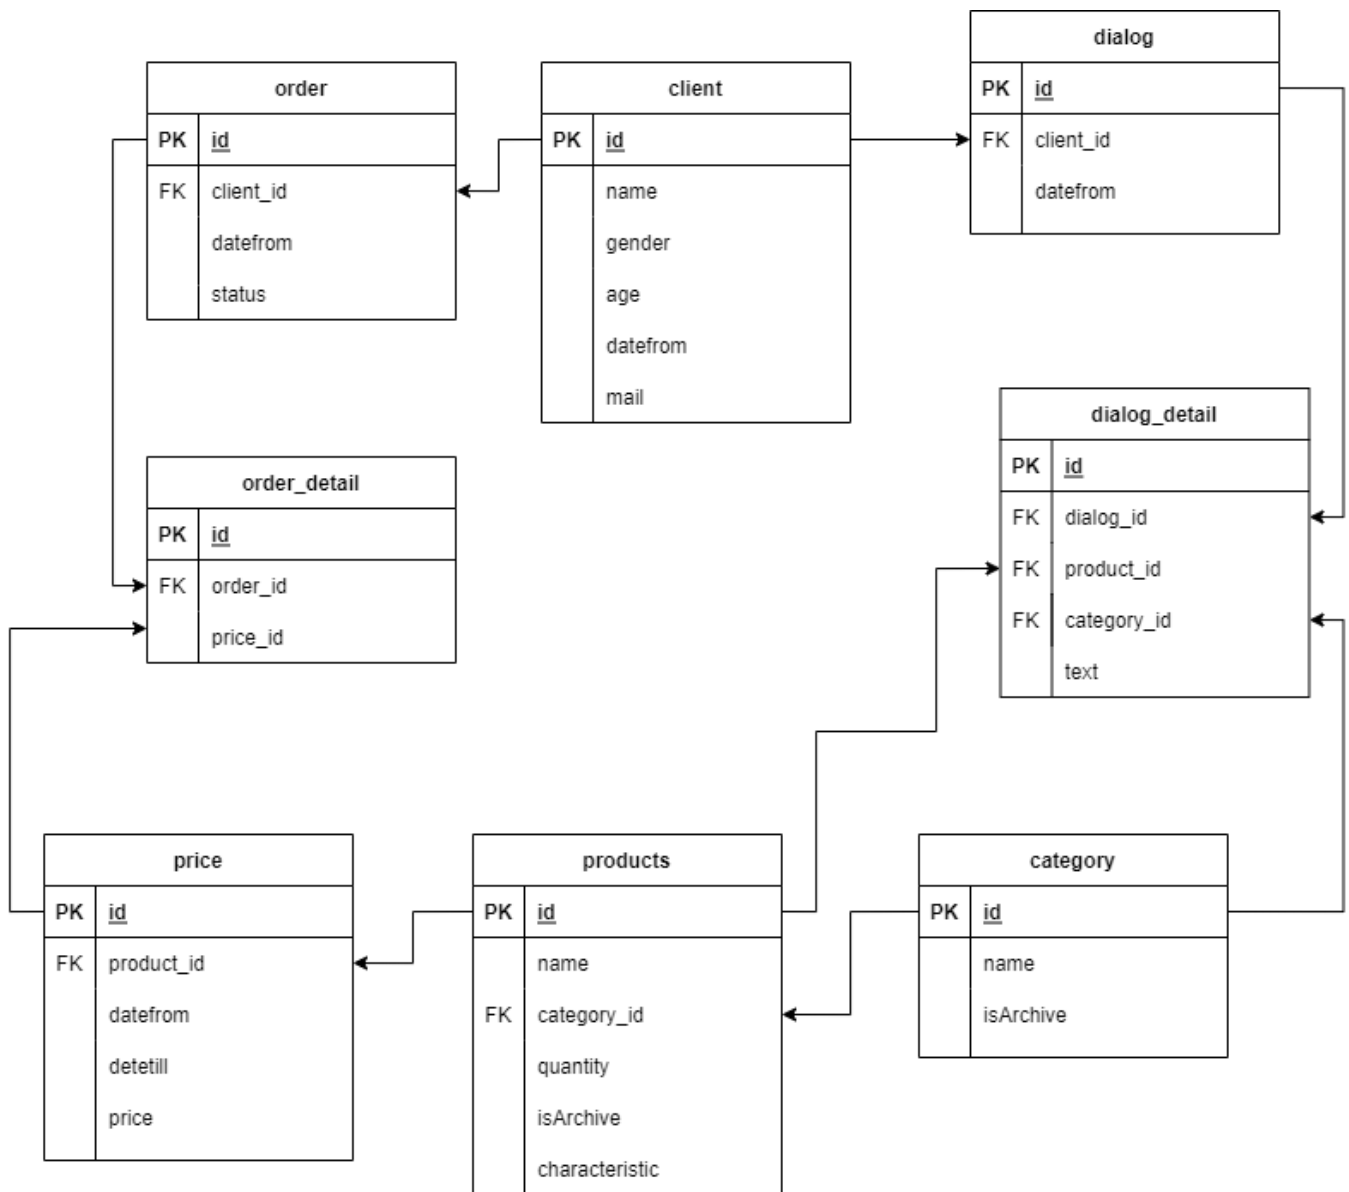 dialog
PK id
FK client_id
datefrom
order
PK id
FK client_id
datefrom
status
client
PK id
name
gender
age
datefrom
mail
dialog_detail
PK id
FK dialog_id
FK product_id
FK category_id
text
order_detail
PK id
FK order_id
price_id
price
PK id
FK product_id
datefrom
detetill
price
products
PK id
name
FK category_id
quantity
isArchive
characteristic
category
PK id
name
isArchive